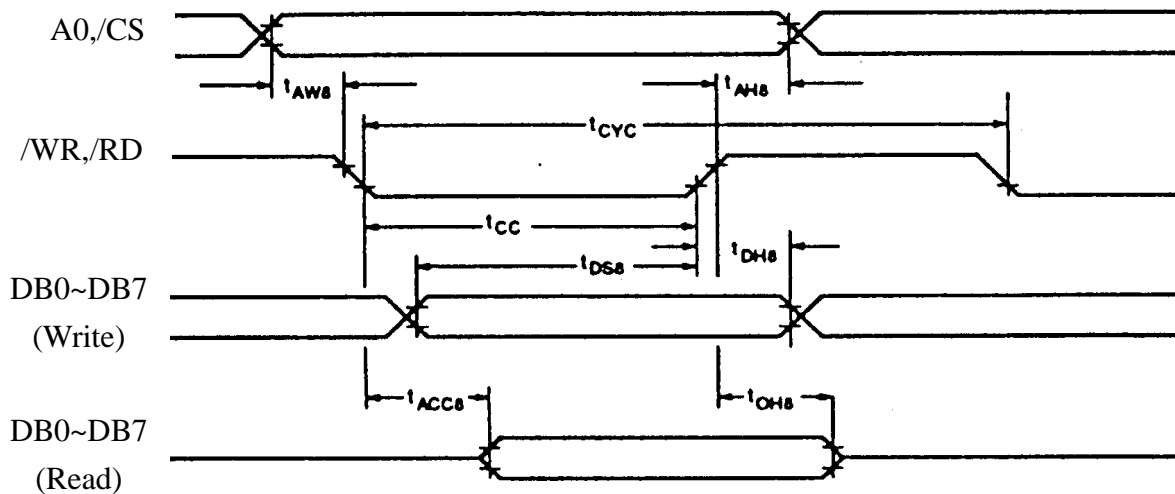 A0,/CS
tAW8
tAH8
tCYC
/WR,/RD
tCC
tDH8
tDS8
DB0~DB7
(Write)
tACC8
tOH8
DB0~DB7
(Read)